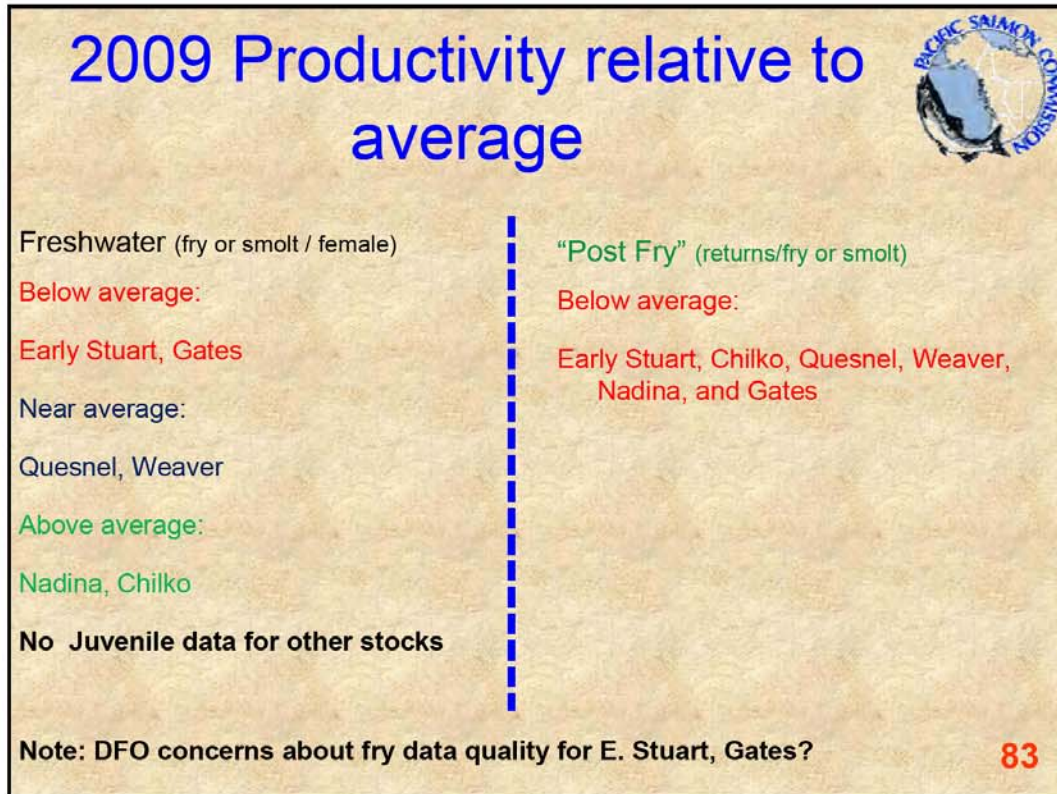 2009 Productivity relative to
average
PACIFIC SALMON COMMISSION
Freshwater (fry or smolt / female)
Below average:
Early Stuart, Gates
Near average:
Quesnel, Weaver
Above average:
Nadina, Chilko
No  Juvenile data for other stocks
“Post Fry” (returns/fry or smolt)
Below average:
Early Stuart, Chilko, Quesnel, Weaver,
Nadina, and Gates
Note: DFO concerns about fry data quality for E. Stuart, Gates?
83